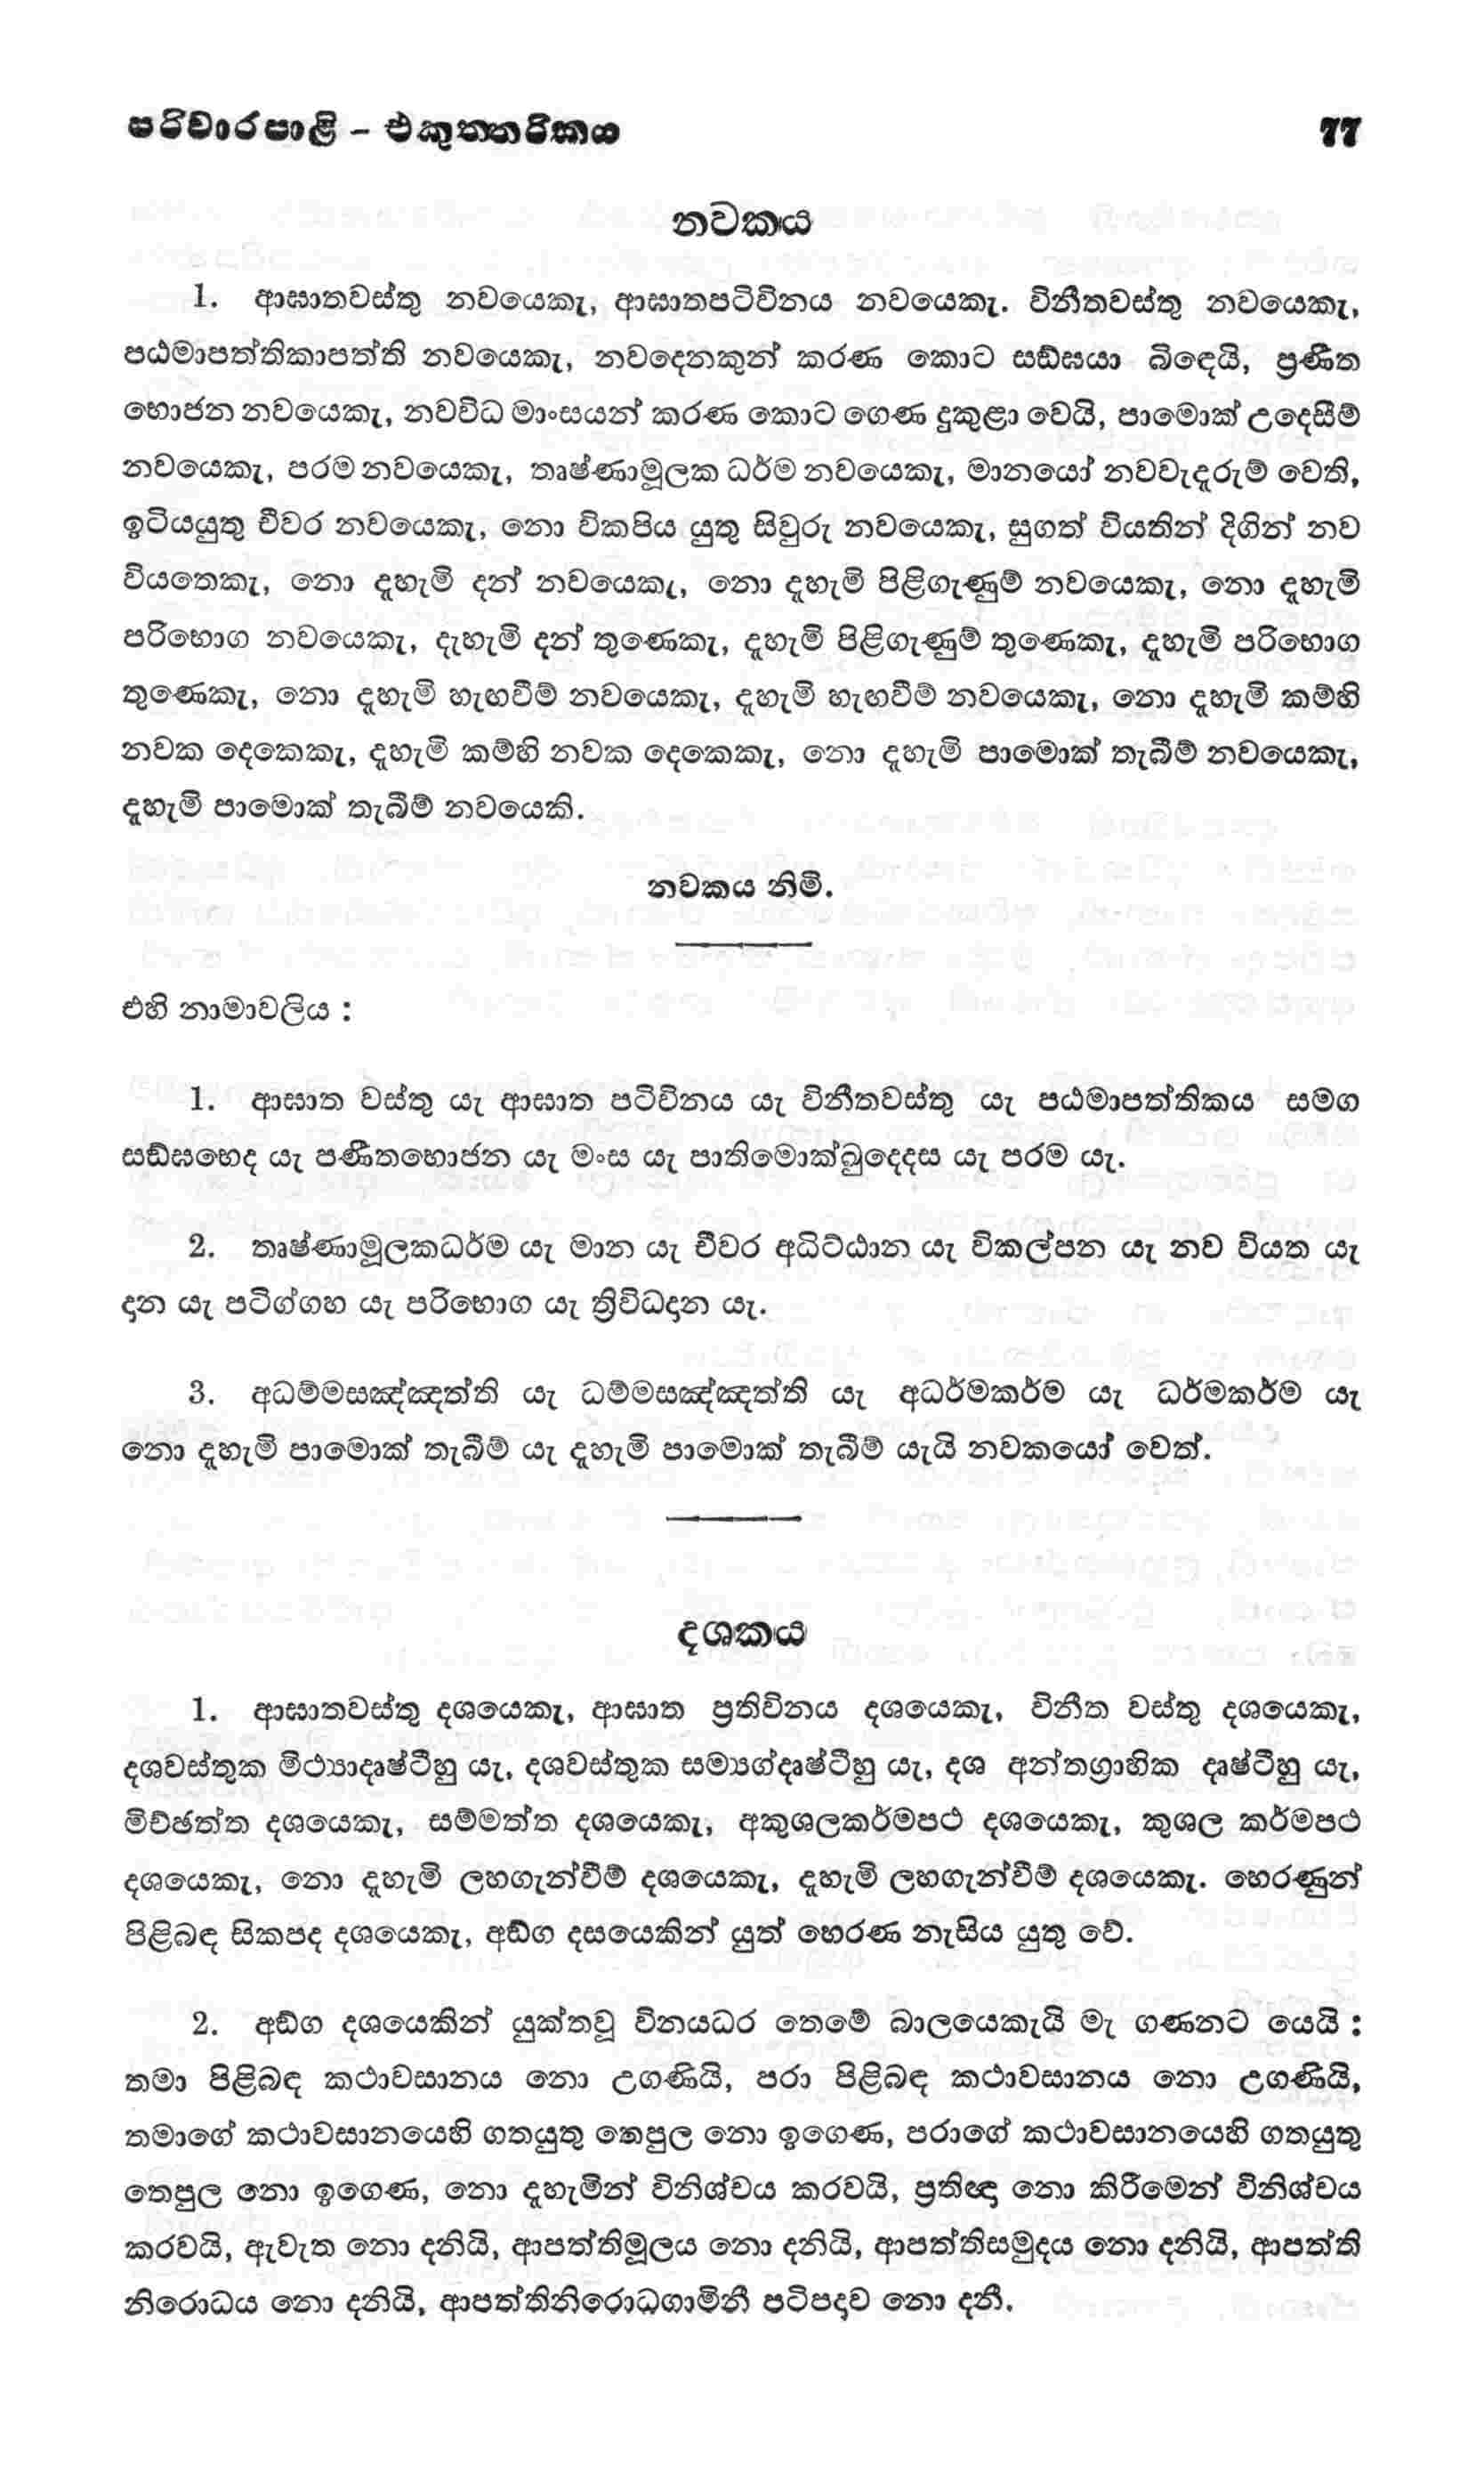 පරිවාරපාළි - එකුත්තරිකය 77
නවකය
1. ආඝාතවස්තු නවයෙකැ, ආඝාතපටිවිනය නවයෙකැ. විනීතවස්තු නවයෙකැ,
පඨමාපත්තිකාපත්ති නවයෙකැ, නවදෙනකුන් කරණ කොට සඞ්ඝයා බිඳෙයි, ප්‍රණීත
භොජන නවයෙකැ, නවවිධ මාංසයන් කරණ කොට ගෙණ දුකුළා වෙයි, පාමොක් උදෙසීම්
නවයෙකැ, පරම නවයෙකැ, තෘෂ්ණාමූලක ධර්ම නවයෙකැ, මානයෝ නවවැදෑරුම් වෙති,
ඉටියයුතු චීවර නවයෙකැ, නො විකපිය යුතු සිවුරු නවයෙකැ, සුගත් වියතින් දිගින් නව
වියතෙකැ, නො දැහැමි දන් නවයෙකැ, නො දැහැමි පිළිගැණුම් නවයෙකැ, නො දැහැමි
පරිභොග නවයෙකැ, දැහැමි දන් තුණෙකැ, දැහැමි පිළිගැණුම් තුණෙකැ, දැහැමි පරිභොග
තුණෙකැ, නො දැහැමි හැඟවීම් නවයෙකැ, දැහැමි හැඟවීම් නවයෙකැ, නො දැහැමි කම්හි
නවක දෙකෙකැ, දැහැමි කම්හි නවක දෙකෙකැ, නො දැහැමි පාමොක් තැබීම් නවයෙකැ,
දැහැමි පාමොක් තැබීම් නවයෙකි.
නවකය නිමි.
එහි නාමාවලිය :
1. ආඝාත වස්තු යැ ආඝාත පටිවිනය යැ විනීතවස්තු යැ පඨමාපත්තිකය සමග
සඞ්ඝභෙද යැ පණීතභොජන යැ මංස යැ පාතිමොක්ඛුද්දෙස යැ පරම යැ.
2. තෘෂ්ණාමූලකධර්ම යැ මාන යැ චීවර අධිට්ඨාන යැ විකල්පන යැ නව වියත යැ
දාන යැ පටිග්ගහ යැ පරිභොග යැ ත්‍රිවිධදාන යැ.
3. අධම්මසඤ්ඤත්ති යැ ධම්මසඤ්ඤත්ති යැ අධර්මකර්ම යැ ධර්මකර්ම යැ
නො දැහැමි පාමොක් තැබීම් යැ දැහැමි පාමොක් තැබීම් යැයි නවකයෝ වෙත්.
දශකය
1. ආඝාතවස්තු දශයෙකැ, ආඝාත ප්‍රතිවිනය දශයෙකැ, විනීත වස්තු දශයෙකැ,
දශවස්තුක මිථ්‍යාදෘෂ්ටීහු යැ, දශවස්තුක සම්‍යග්දෘෂ්ටීහු යැ, දශ අන්තග්‍රාහික දෘෂ්ටීහු යැ,
මිච්ඡත්ත දශයෙකැ, සම්මත්ත දශයෙකැ, අකුශලකර්මපථ දශයෙකැ, කුශල කර්මපථ
දශයෙකැ, නො දැහැමි ලහගැන්වීම් දශයෙකැ, දැහැමි ලහගැන්වීම් දශයෙකැ. හෙරණුන්
පිළිබඳ සිකපද දශයෙකැ, අඞ්ග දසයෙකින් යුත් හෙරණ නැසිය යුතු වේ.
2. අඞ්ග දශයෙකින් යුක්තවූ විනයධර තෙමේ බාලයෙකැයි මැ ගණනට යෙයි :
තමා පිළිබඳ කථාවසානය නො උගණියි, පරා පිළිබඳ කථාවසානය නො උගණියි,
තමාගේ කථාවසානයෙහි ගතයුතු තෙපුල නො ඉගෙණ, පරාගේ කථාවසානයෙහි ගතයුතු
තෙපුල නො ඉගෙණ, නො දැහැමින් විනිශ්චය කරවයි, ප්‍රතිඥා නො කිරීමෙන් විනිශ්චය
කරවයි, ඇවැත නො දනියි, ආපත්තිමූලය නො දනියි, ආපත්තිසමුදය නො දනියි, ආපත්ති
නිරොධය නො දනියි, ආපත්තිනිරොධගාමිනී පටිපදාව නො දනී.